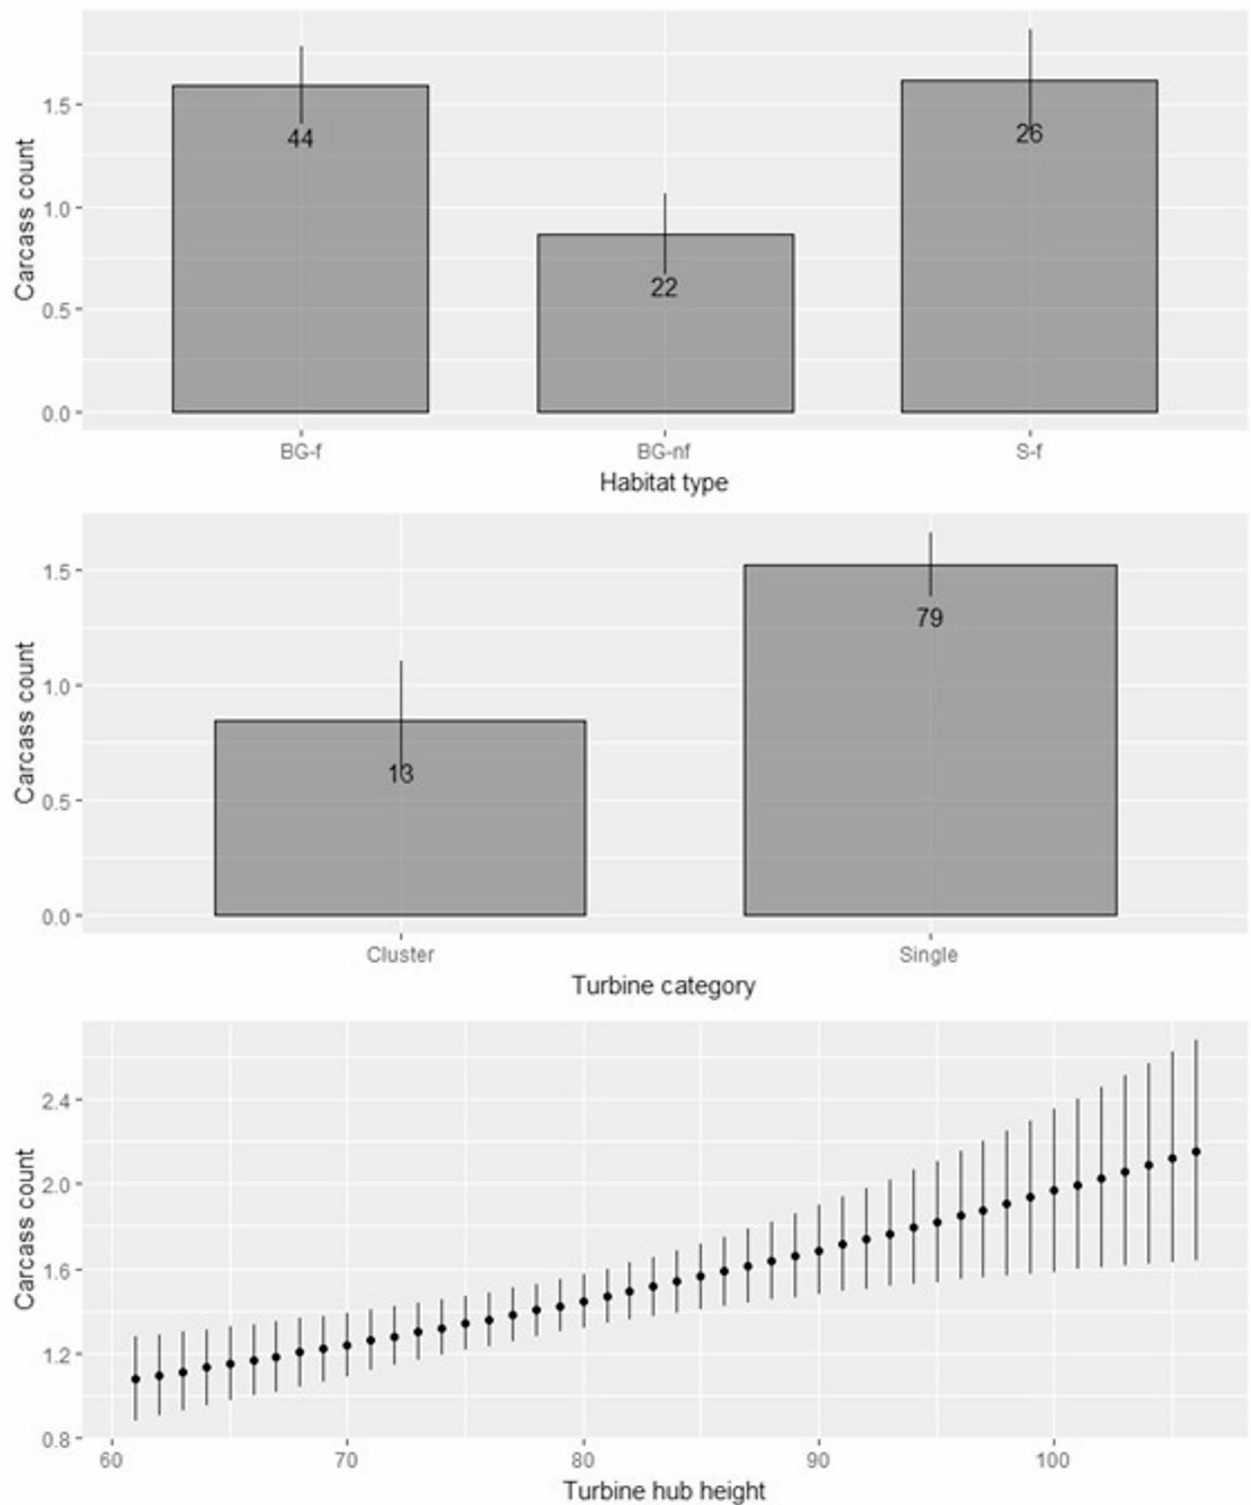 Carcass count
1.5
1.0
0.5
0.0
44
22
26
BG-f BG-nf S-f
Habitat type
Carcass count
1.5
1.0
0.5
0.0
13
79
Cluster Single
Turbine category
Carcass count
2.4
2.0
1.6
1.2
0.8
60 70 80 90 100
Turbine hub height